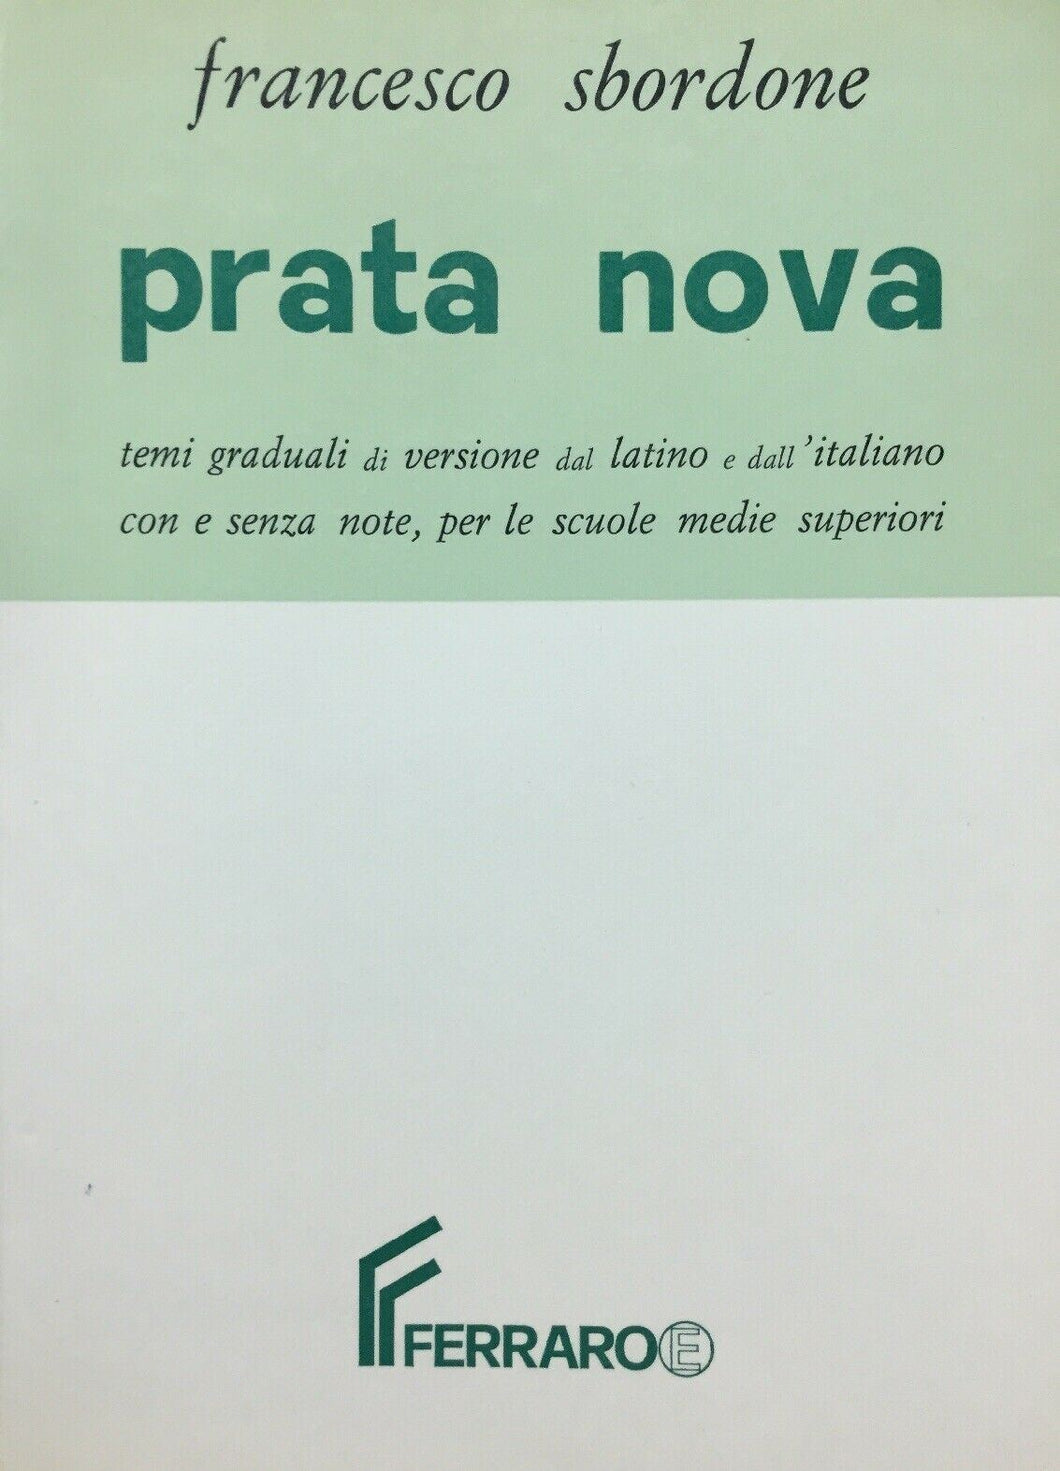 francesco sbordone
prata nova
temi graduali di versione dal latino e dall'italiano
con e senza note, per le scuole medie superiori
FERRARO E